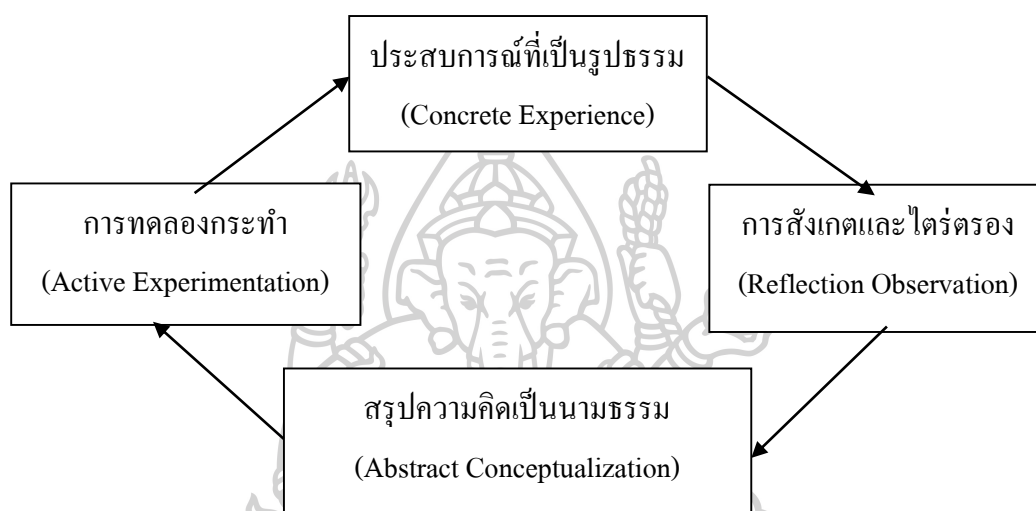 ประสบการณ์ที่เป็นรูปธรรม
(Concrete Experience)
การทดลองกระทำ
(Active Experimentation)
การสังเกตและไตร่ตรอง
(Reflection Observation)
สรุปความคิดเป็นนามธรรม
(Abstract Conceptualization)